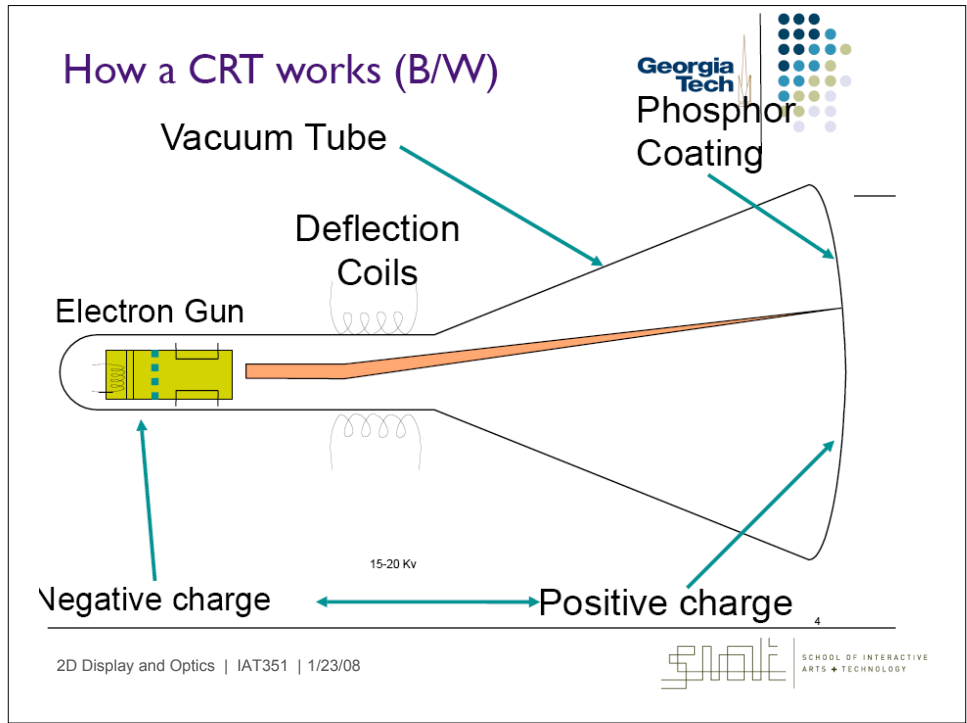 How a CRT works (B/W)
Georgia
Tech
Phosphor
Coating
Vacuum Tube
Deflection
Coils
Electron Gun
15-20 Kv
Negative charge
Positive charge
4
2D Display and Optics | IAT351 | 1/23/08
SIAT
SCHOOL OF INTERACTIVE
ARTS + TECHNOLOGY